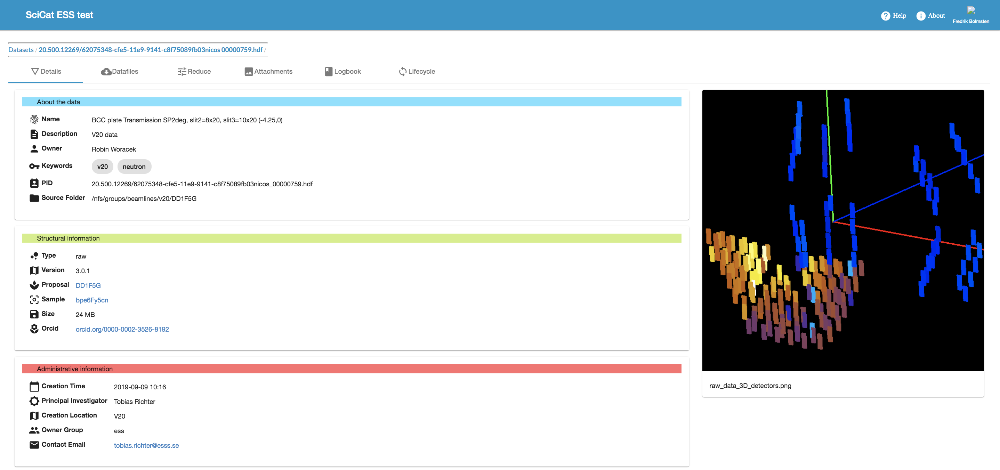 SciCat ESS test
Help
About
Fredrik Bolmsten
Datasets / 20.500.12269/62075348-cfe5-11e9-9141-c8f75089fb03nicos 00000759.hdf /
Details
Datafiles
Reduce
Attachments
Logbook
Lifecycle
About the data
Name BCC plate Transmission SP2deg, slit2=8x20, slit3=10x20 (-4.25,0)
Description V20 data
Owner Robin Woracek
Keywords v20 neutron
PID 20.500.12269/62075348-cfe5-11e9-9141-c8f75089fb03nicos_00000759.hdf
Source Folder /nfs/groups/beamlines/v20/DD1F5G
Structural information
Type raw
Version 3.0.1
Proposal DD1F5G
Sample bpe6Fy5cn
Size 24 MB
Orcid orcid.org/0000-0002-3526-8192
Administrative information
Creation Time 2019-09-09 10:16
Principal Investigator Tobias Richter
Creation Location V20
Owner Group ess
Contact Email tobias.richter@esss.se
raw_data_3D_detectors.png